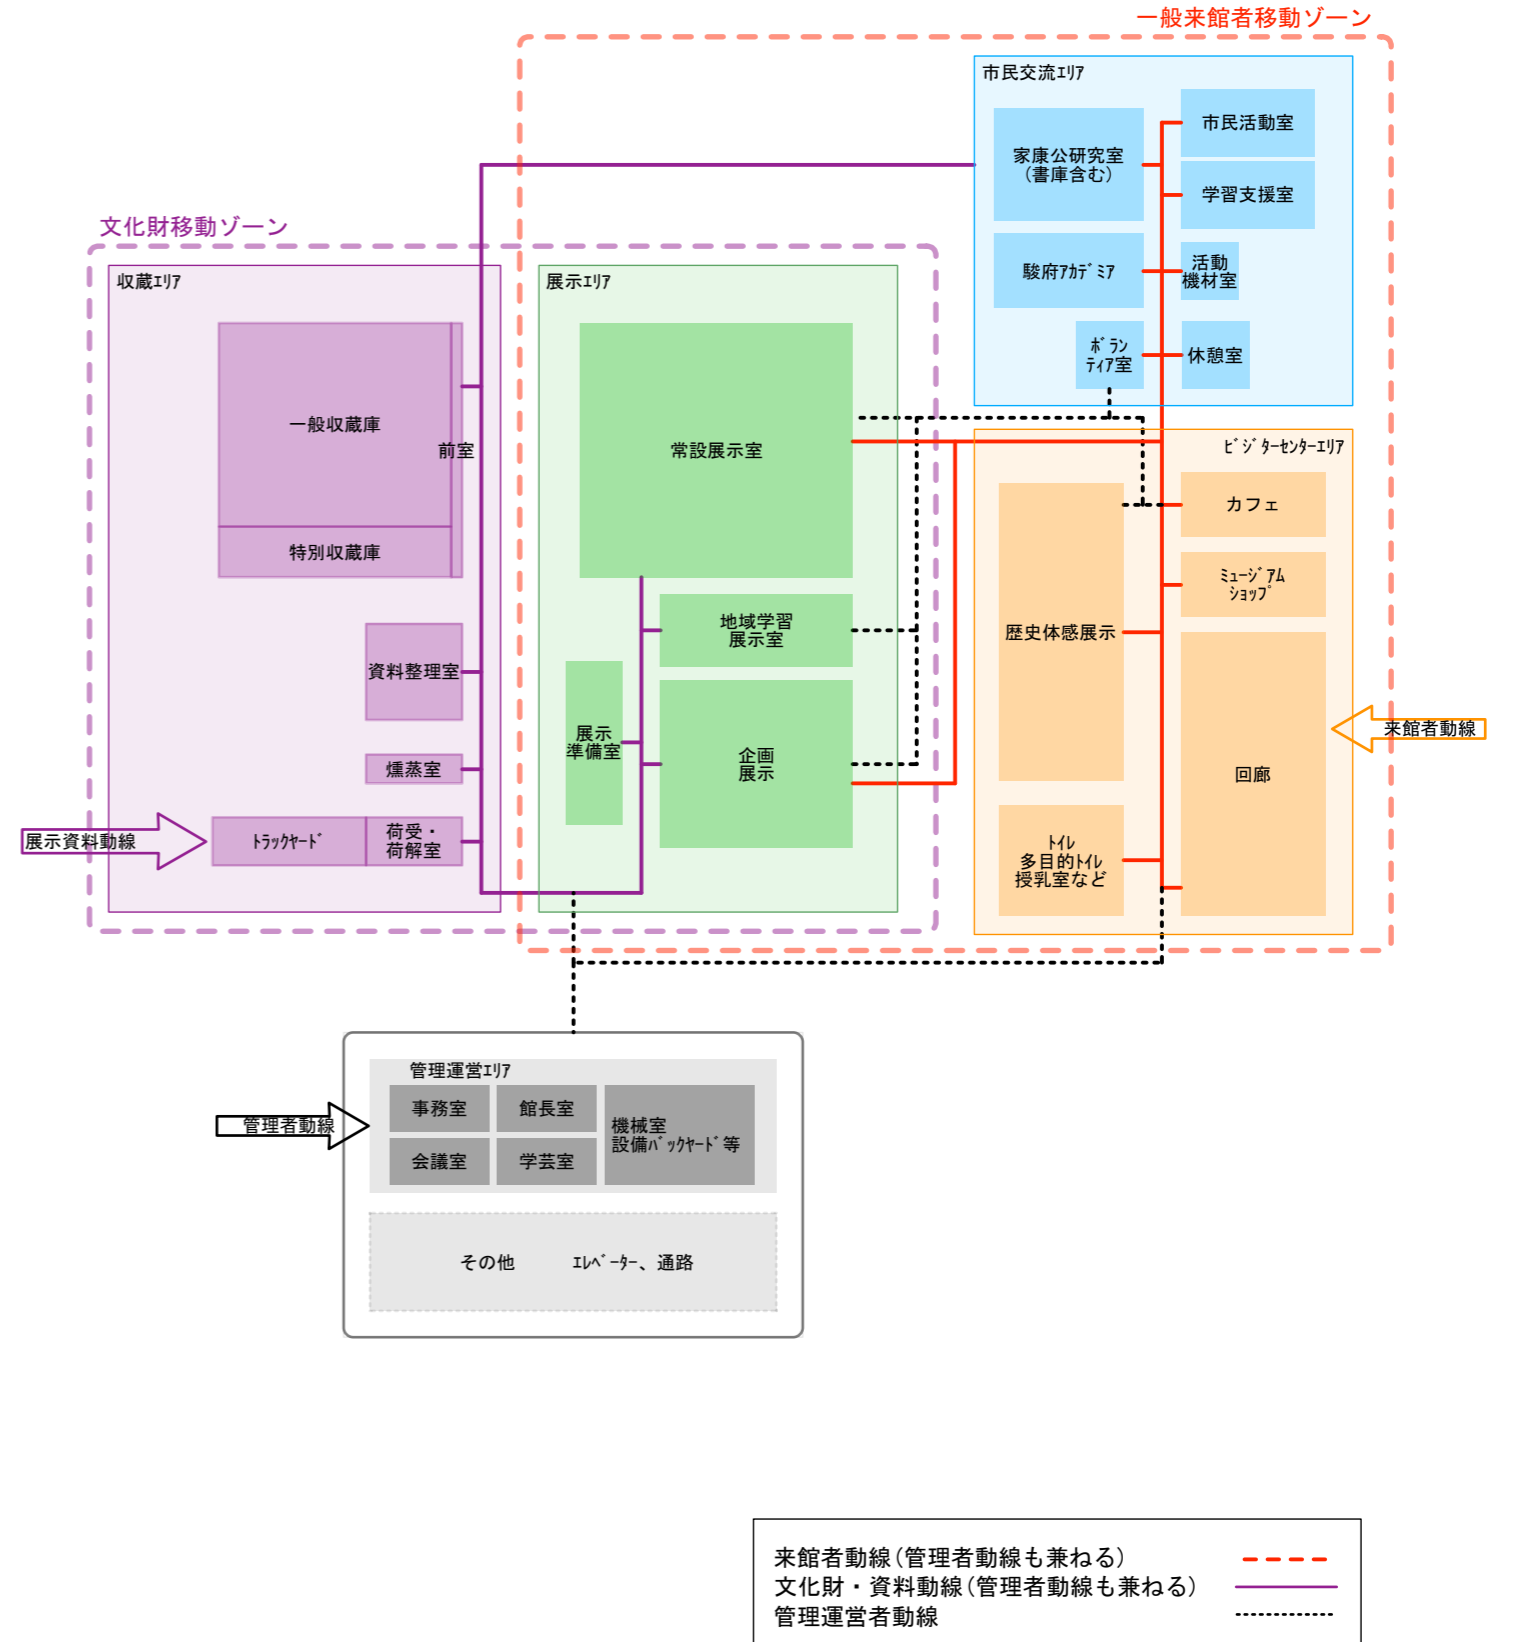 一般来館者移動ゾーン
市民交流ｴﾘｱ
家康公研究室
(書庫含む)
市民活動室
学習支援室
駿府ｱｶﾃﾞﾐｱ
活動
機材室
ﾎﾞﾗﾝ
ﾃｨｱ室
休憩室
文化財移動ゾーン
収蔵ｴﾘｱ
一般収蔵庫
前室
特別収蔵庫
資料整理室
燻蒸室
ﾄﾗｯｸﾔｰﾄﾞ
荷受・
荷解室
展示資料動線
展示ｴﾘｱ
常設展示室
地域学習
展示室
展示
準備室
企画
展示
ﾋﾞｼﾞﾀｰｾﾝﾀｰｴﾘｱ
カフェ
ﾐｭｰｼﾞｱﾑ
ｼｮｯﾌﾟ
歴史体感展示
回廊
ﾄｲﾚ
多目的ﾄｲﾚ
授乳室など
来館者動線
管理運営ｴﾘｱ
事務室
館長室
機械室
設備ﾊﾞｯｸﾔｰﾄﾞ等
会議室
学芸室
管理者動線
その他 ｴﾚﾍﾞｰﾀｰ、通路
来館者動線(管理者動線も兼ねる)
文化財・資料動線(管理者動線も兼ねる)
管理運営者動線